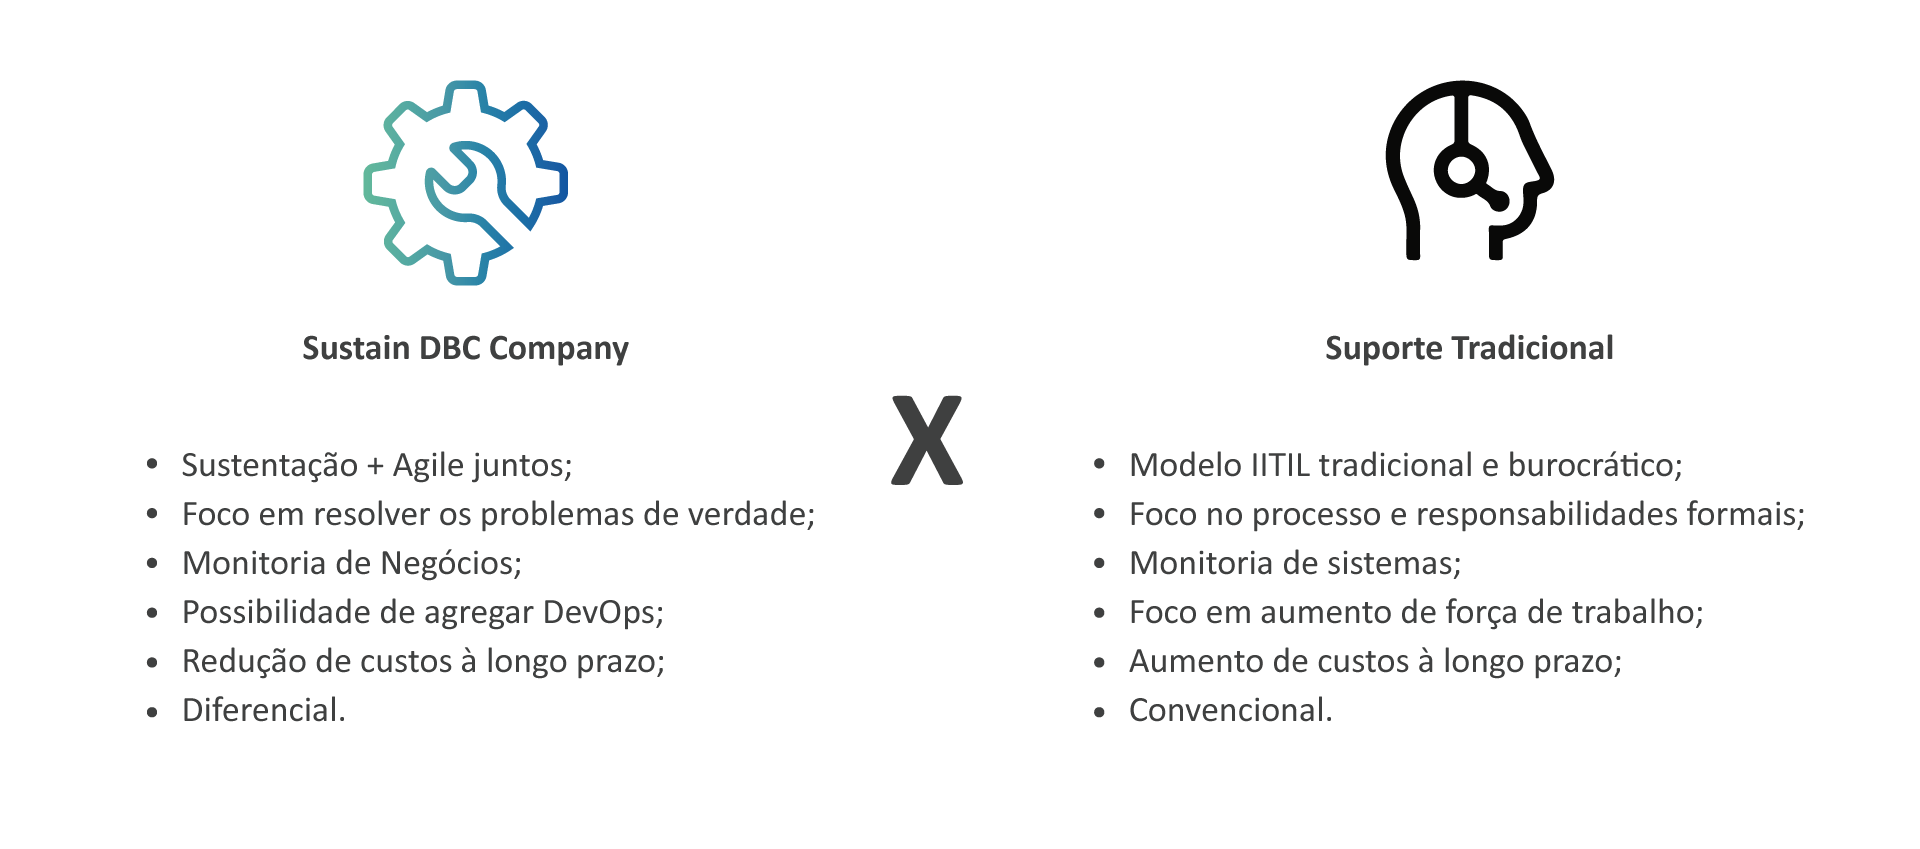 Sustain DBC Company
• Sustentação + Agile juntos;
• Foco em resolver os problemas de verdade;
• Monitoria de Negócios;
• Possibilidade de agregar DevOps;
• Redução de custos à longo prazo;
• Diferencial.
X
Suporte Tradicional
• Modelo IITIL tradicional e burocrático;
• Foco no processo e responsabilidades formais;
• Monitoria de sistemas;
• Foco em aumento de força de trabalho;
• Aumento de custos à longo prazo;
• Convencional.